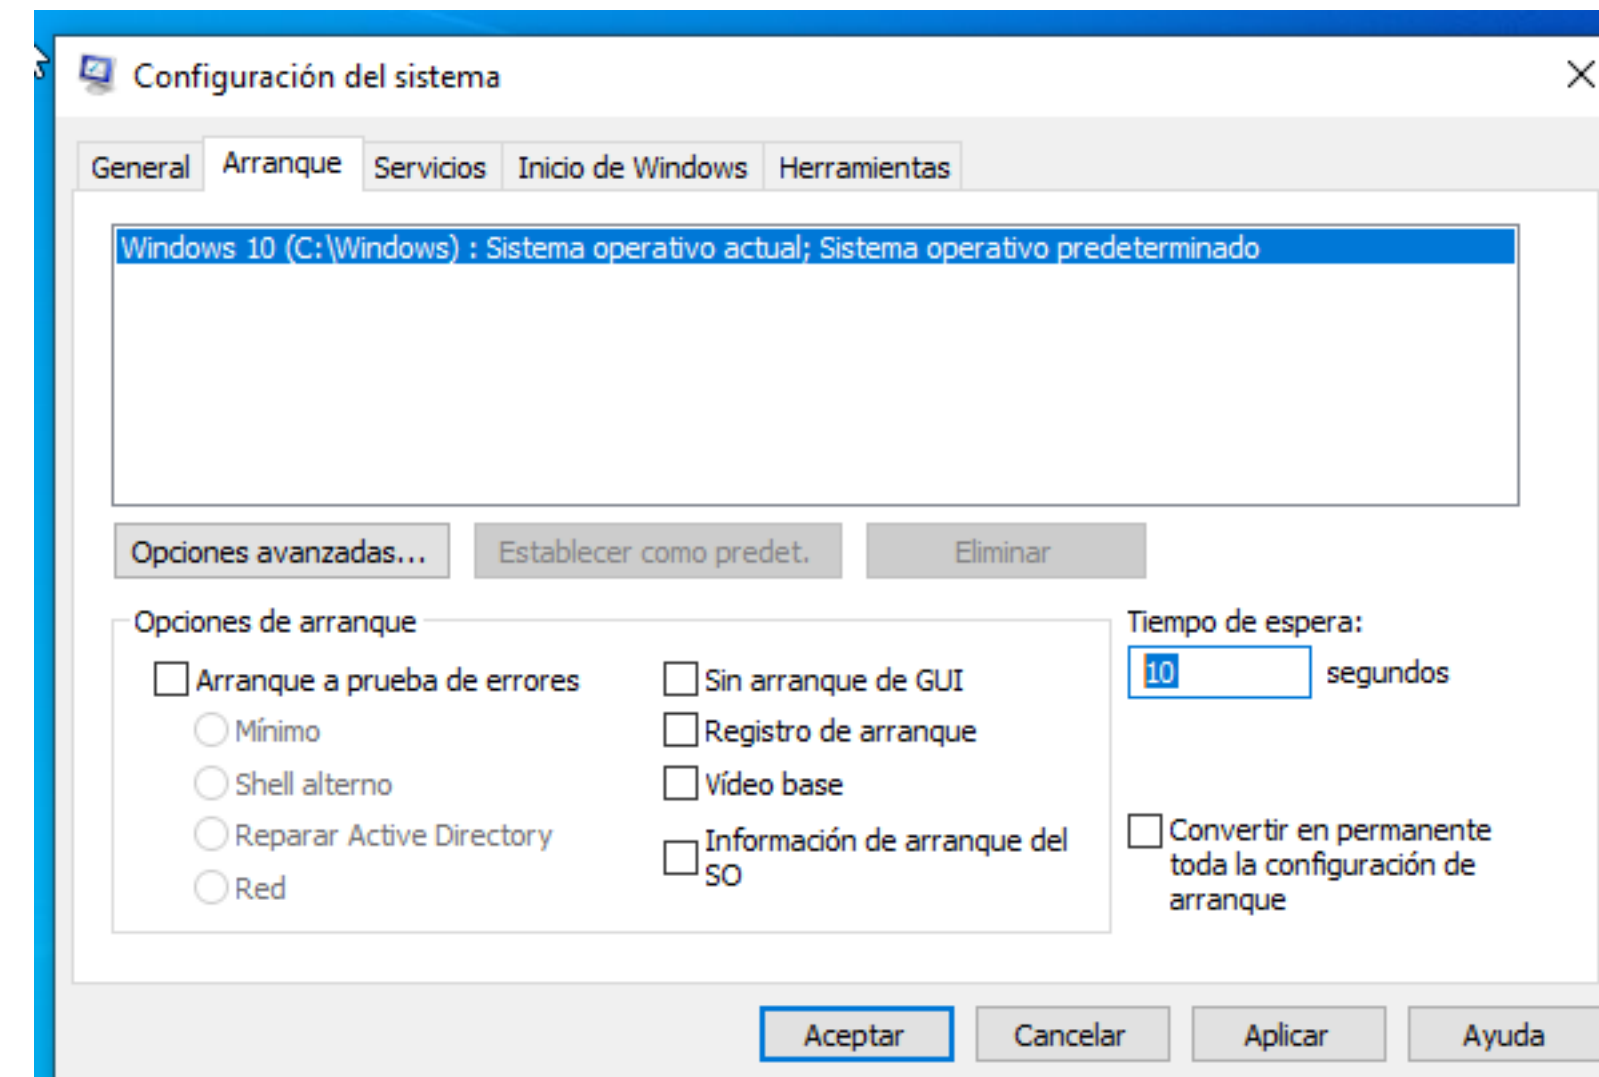 Configuración del sistema
General Arranque Servicios Inicio de Windows Herramientas
Windows 10 (C:\Windows) : Sistema operativo actual; Sistema operativo predeterminado
Opciones avanzadas... Establecer como predet. Eliminar
Opciones de arranque
Arranque a prueba de errores
Mínimo
Shell alterno
Reparar Active Directory
Red
Sin arranque de GUI
Registro de arranque
Vídeo base
Información de arranque del
SO
Tiempo de espera:
10 segundos
Convertir en permanente
toda la configuración de
arranque
Aceptar Cancelar Aplicar Ayuda